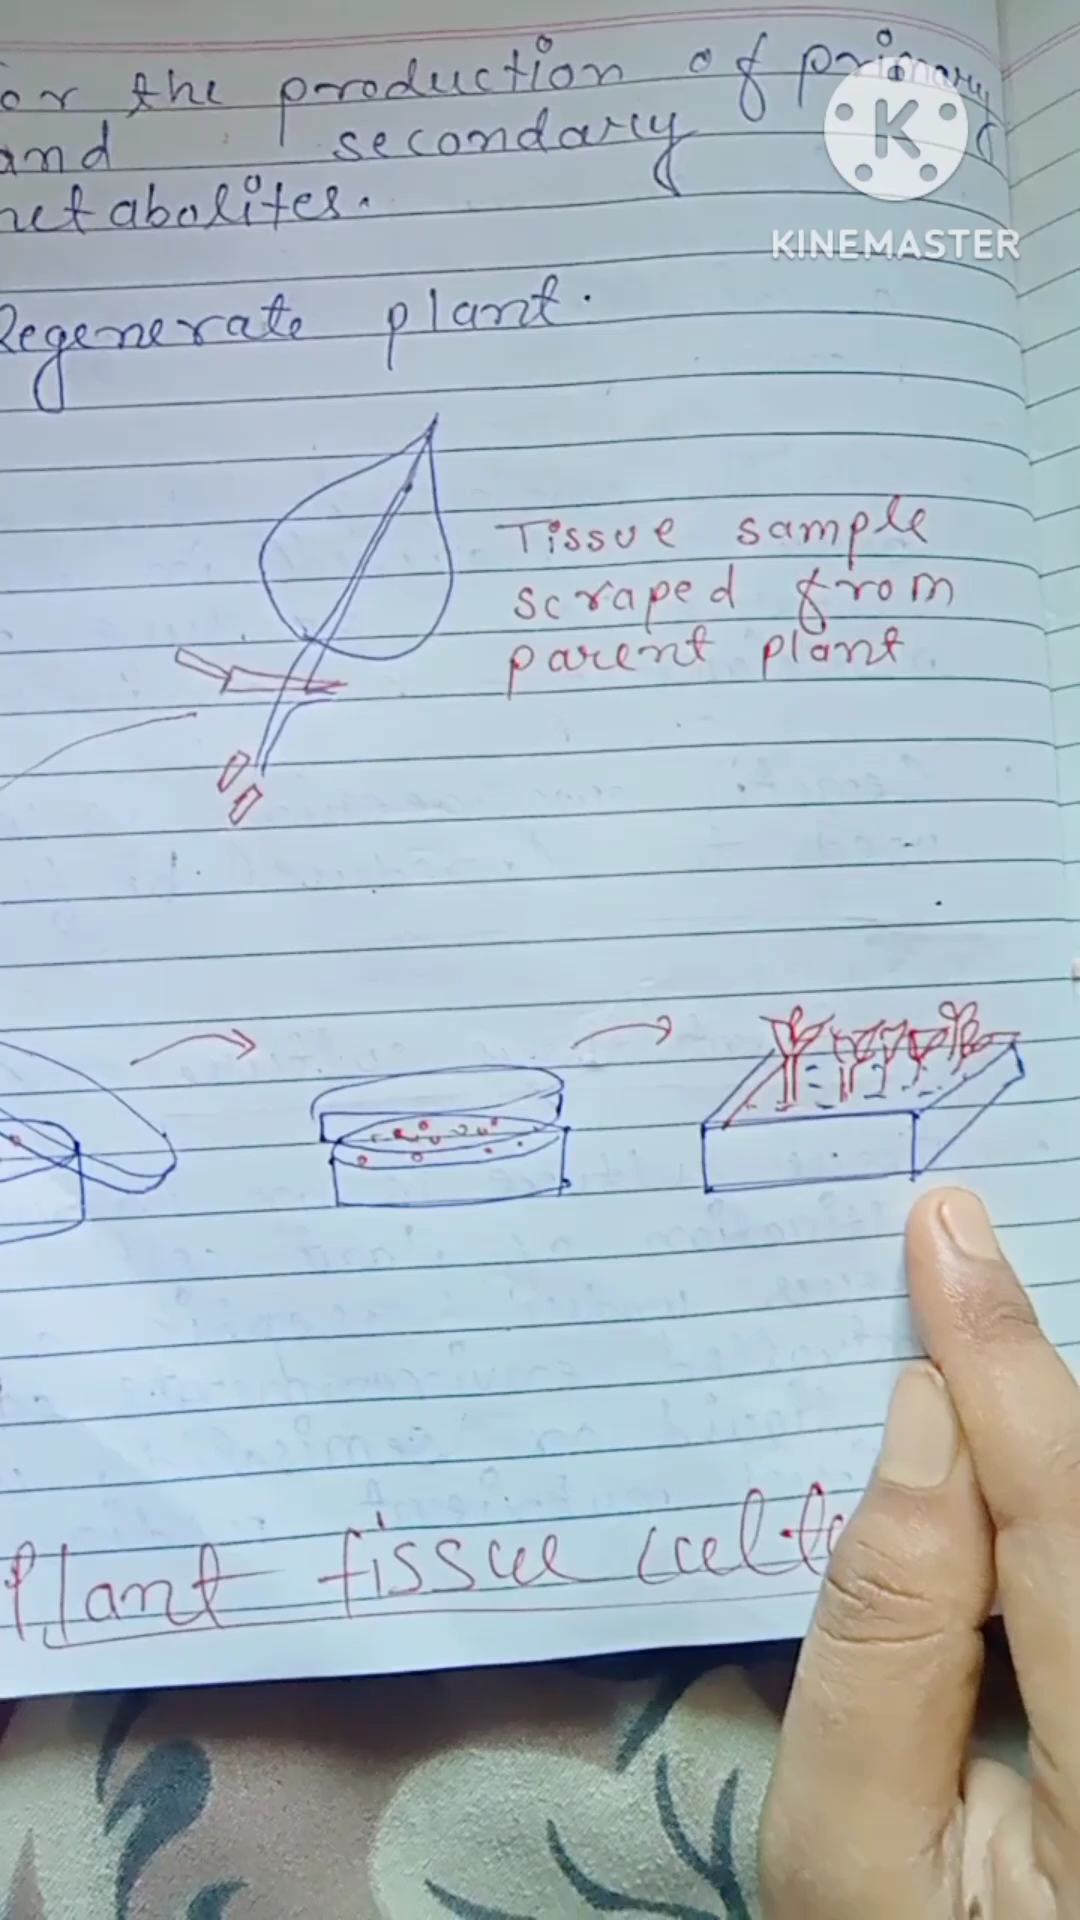 or the production of primary
and secondary
metabolites.
Regenerate plant.
Tissue sample
scraped from
parent plant
Plant tissue
K
KINEMASTER